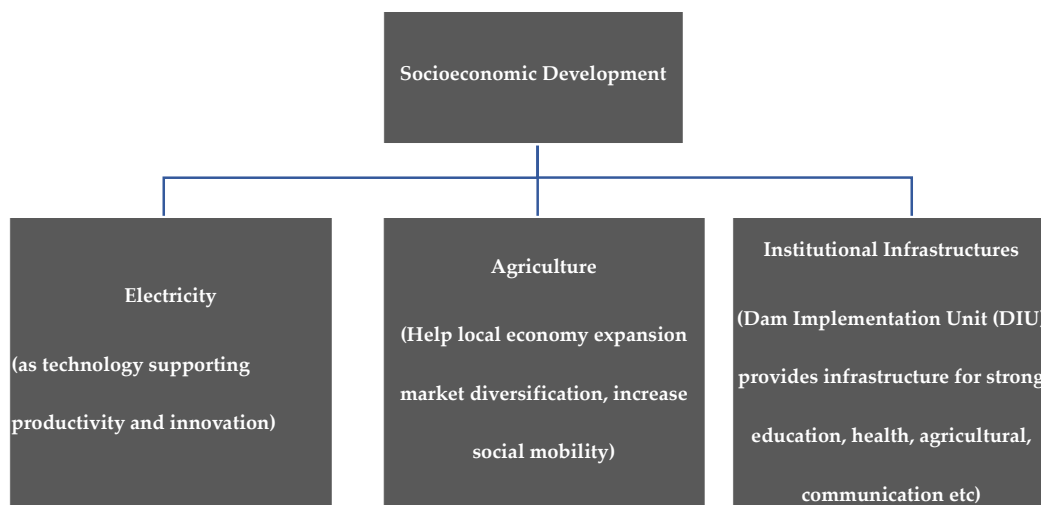 Socioeconomic Development
Electricity
(as technology supporting
productivity and innovation)
Agriculture
(Help local economy expansion
market diversification, increase
social mobility)
Institutional Infrastructures
(Dam Implementation Unit (DIU)
provides infrastructure for strong
education, health, agricultural,
communication etc)